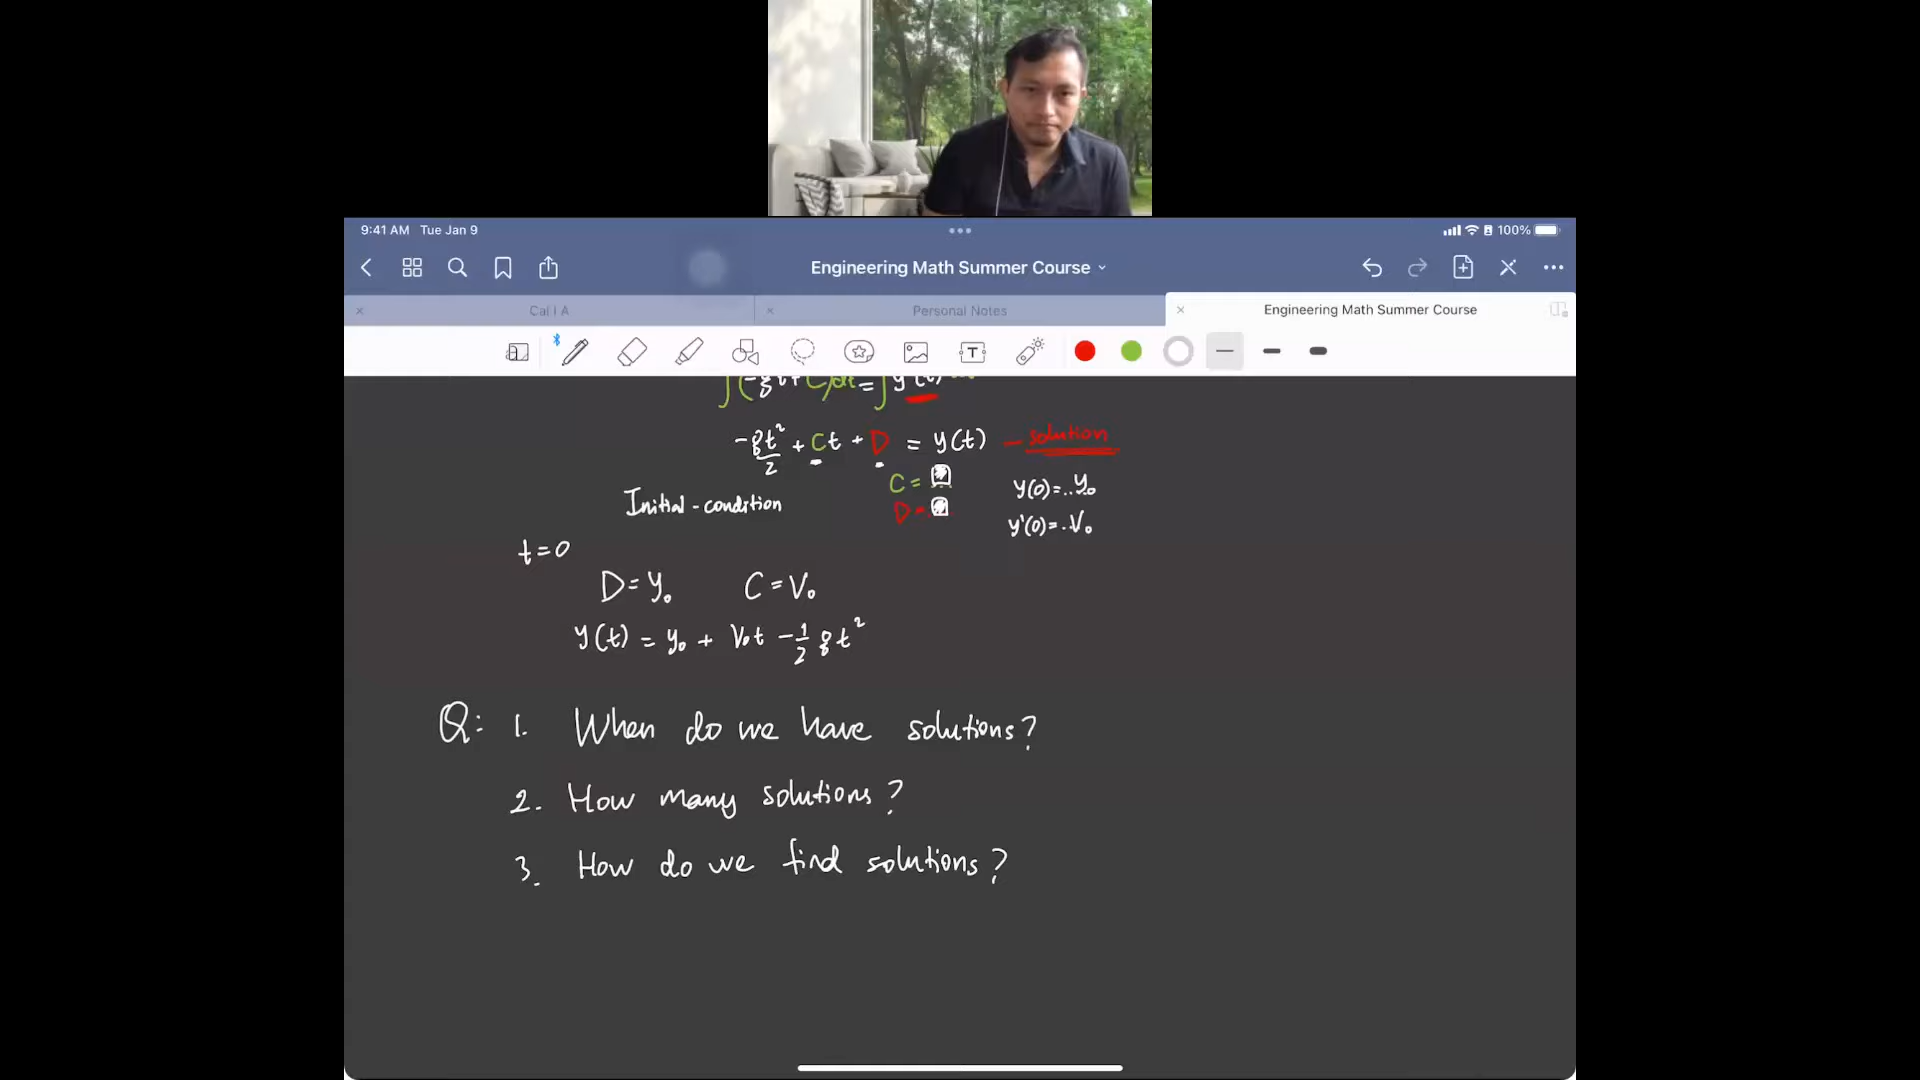 9:41 AM Tue Jan 9
100%
Engineering Math Summer Course
Cal I A
Personal Notes
Engineering Math Summer Course
T
-gt²/2 + Ct + D = y(t) - solution
C =
y(0)=..y₀
Initial-condition
D =
y'(0)=..V₀
t=0
D = y₀ C = V₀
y(t) = y₀ + V₀t - 1/2 gt²
Q: 1. When do we have solutions?
2. How many solutions?
3. How do we find solutions?